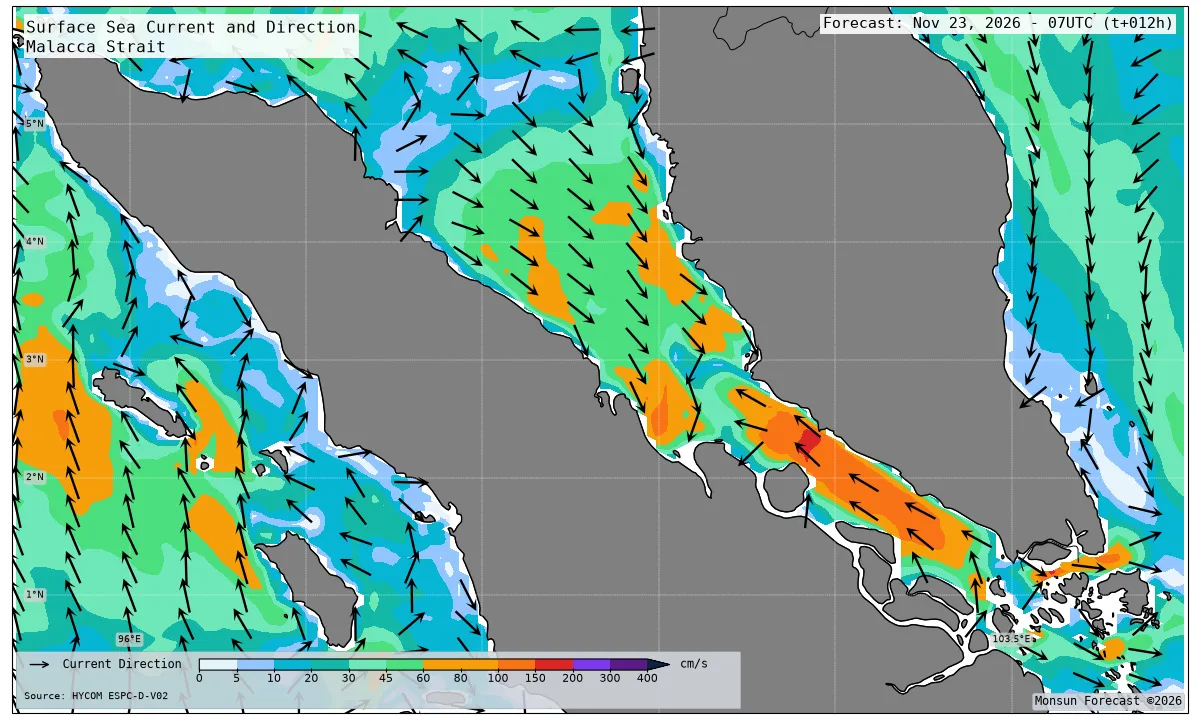 Surface Sea Current and Direction
Malacca Strait
Forecast: Nov 23, 2026 - 07UTC (t+012h)
5°N
4°N
3°N
2°N
1°N
96°E
103.5°E
Current Direction
0 5 10 20 30 45 60 80 100 150 200 300 400
cm/s
Source: HYCOM ESPC-D-V02
Monsun Forecast ©2026